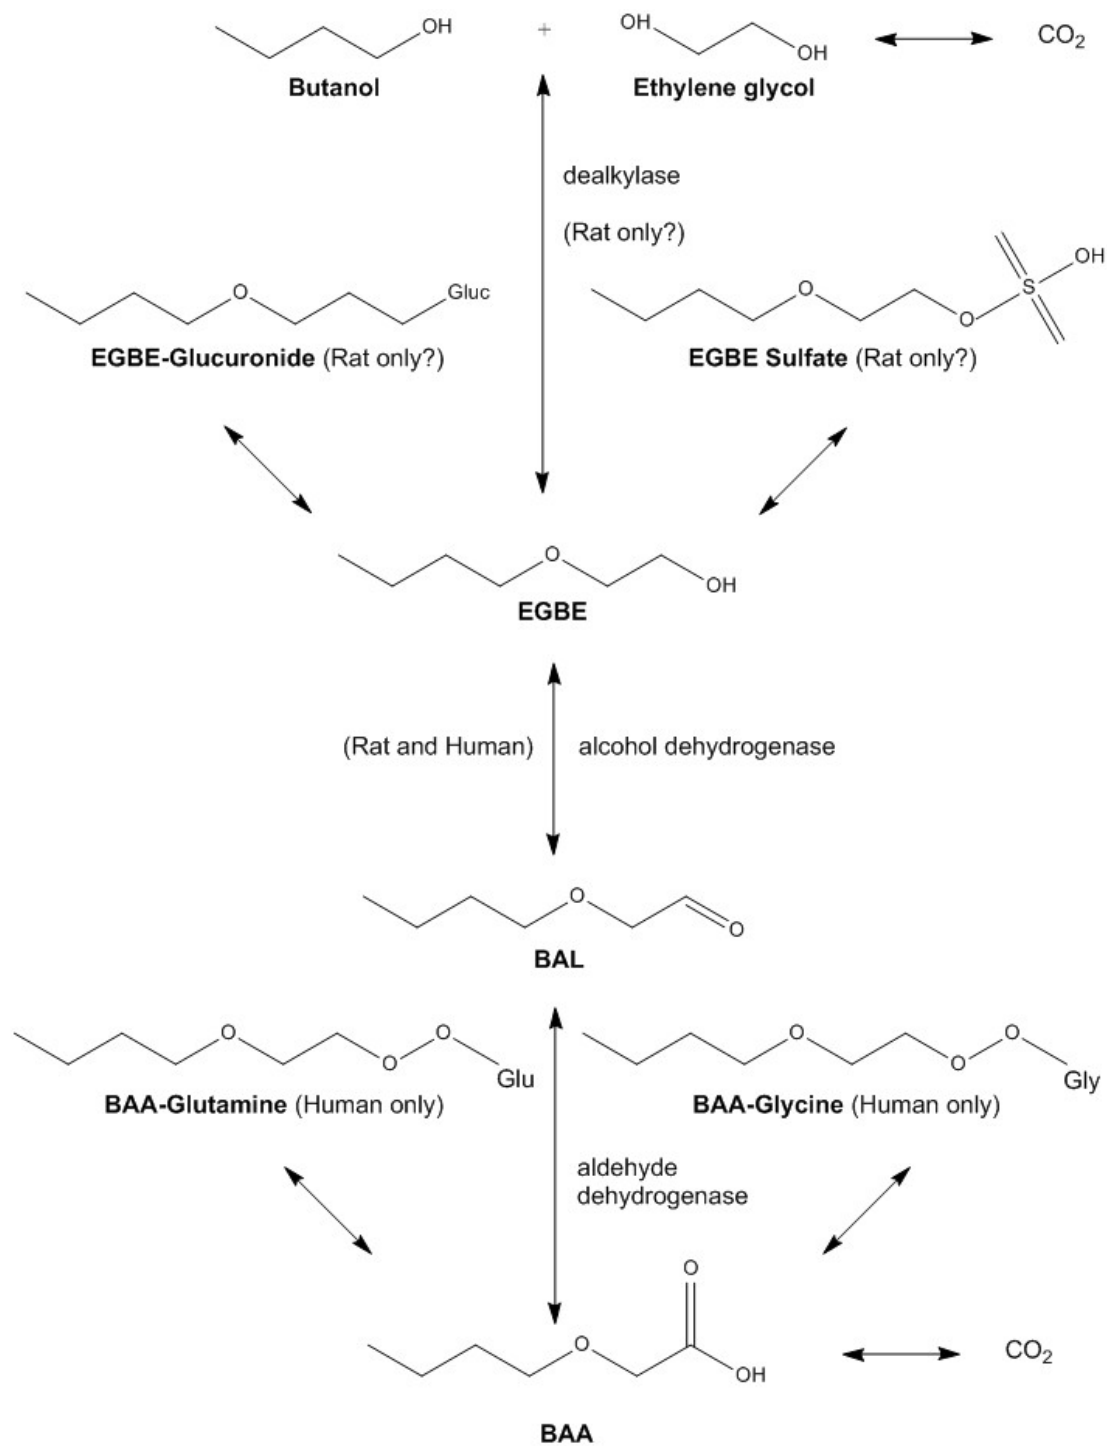 OH + OH OH CO2
Butanol Ethylene glycol
dealkylase
(Rat only?)
O Gluc
EGBE-Glucuronide (Rat only?)
O O S OH
EGBE Sulfate (Rat only?)
O OH
EGBE
(Rat and Human) alcohol dehydrogenase
O O
BAL
O O O Glu
BAA-Glutamine (Human only)
O O O Gly
BAA-Glycine (Human only)
aldehyde
dehydrogenase
O
O OH CO2
BAA